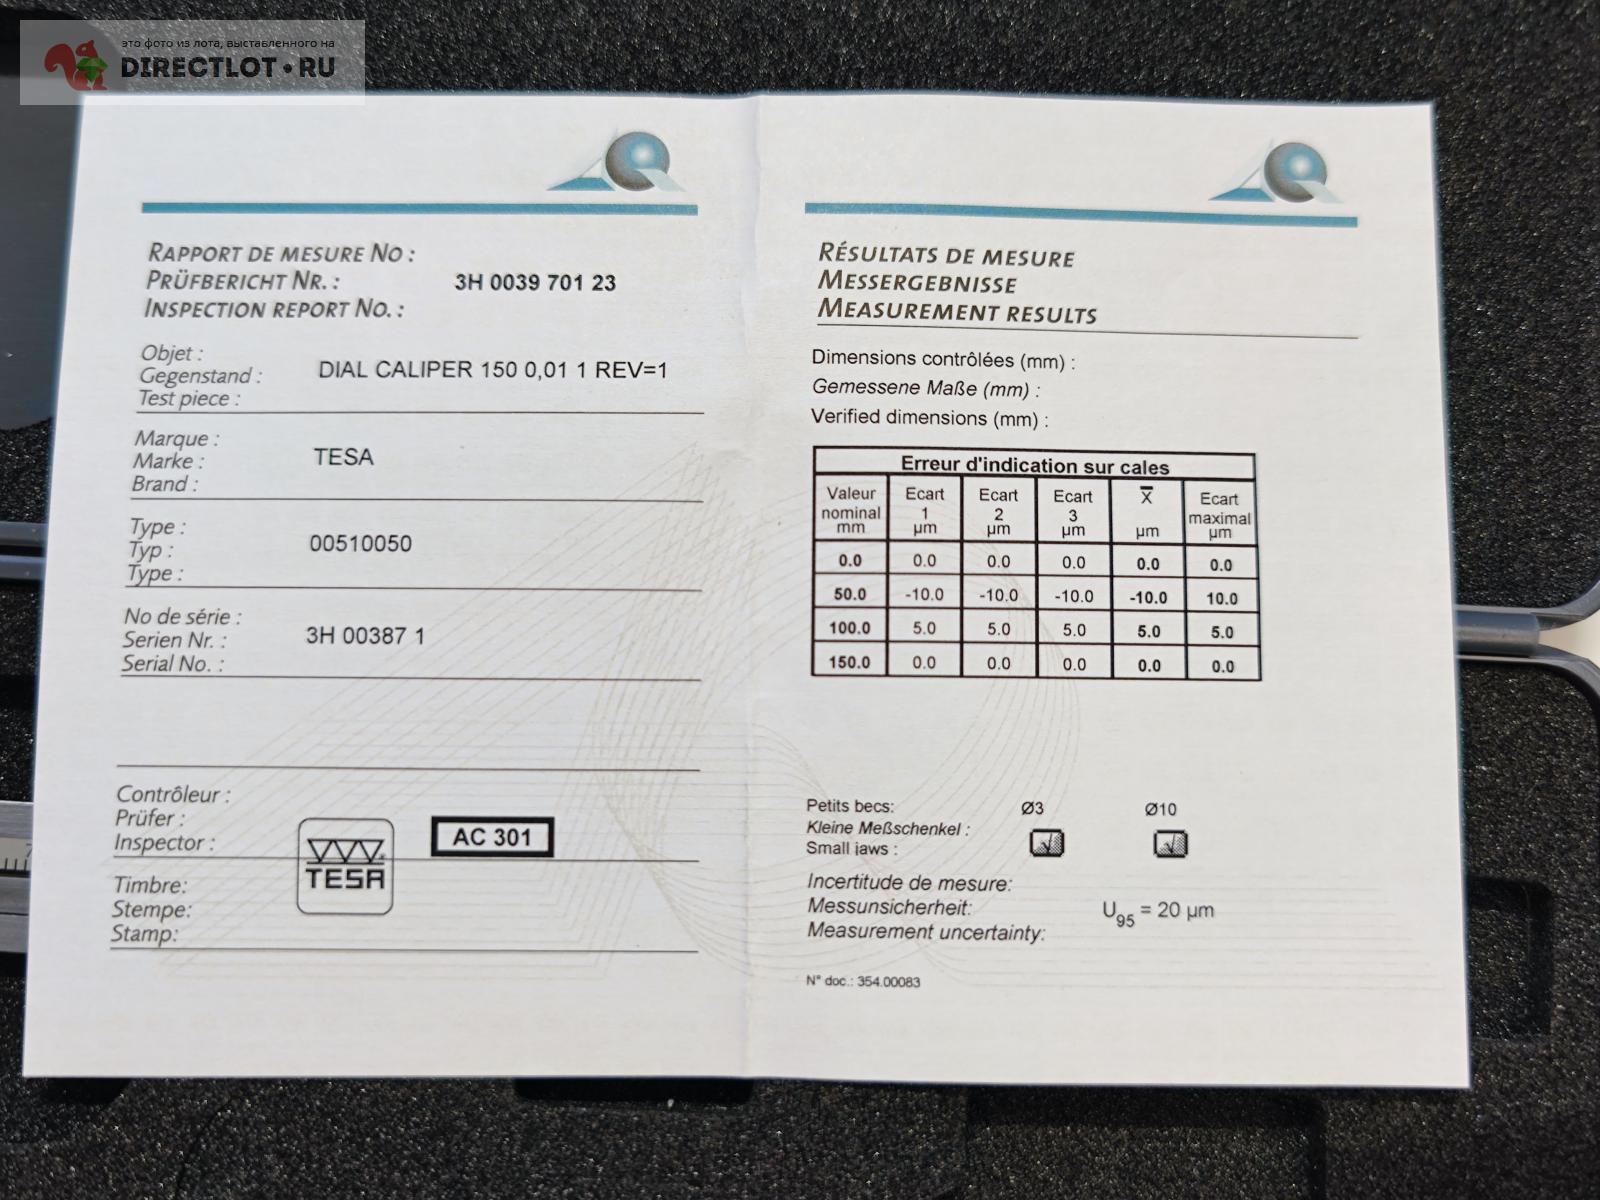 это фото из лота, выставленного на
DIRECTLOT•RU
RAPPORT DE MESURE NO :
PRÜFBERICHT NR. :
3H 0039 701 23
INSPECTION REPORT NO. :
Objet :
Gegenstand :
DIAL CALIPER 150 0,01 1 REV=1
Test piece :
Marque :
Marke :
TESA
Brand :
Type :
Typ :
00510050
Type :
No de série :
Serien Nr. :
3H 00387 1
Serial No. :
Contrôleur :
Prüfer :
Inspector :
AC 301
TESA
Timbre:
Stempe:
Stamp:
RÉSULTATS DE MESURE
MESSERGEBNISSE
MEASUREMENT RESULTS
Dimensions contrôlées (mm) :
Gemessene Maße (mm) :
Verified dimensions (mm) :
Erreur d'indication sur cales
Valeur nominal mm Ecart 1 µm Ecart 2 µm Ecart 3 µm X̄ µm Ecart maximal µm
0.0 0.0 0.0 0.0 0.0 0.0
50.0 -10.0 -10.0 -10.0 -10.0 10.0
100.0 5.0 5.0 5.0 5.0 5.0
150.0 0.0 0.0 0.0 0.0 0.0
Petits becs: Ø3 Ø10
Kleine Meßschenkel :
Small jaws :
Incertitude de mesure:
Messunsicherheit: U95 = 20 µm
Measurement uncertainty:
N° doc.: 354.00083